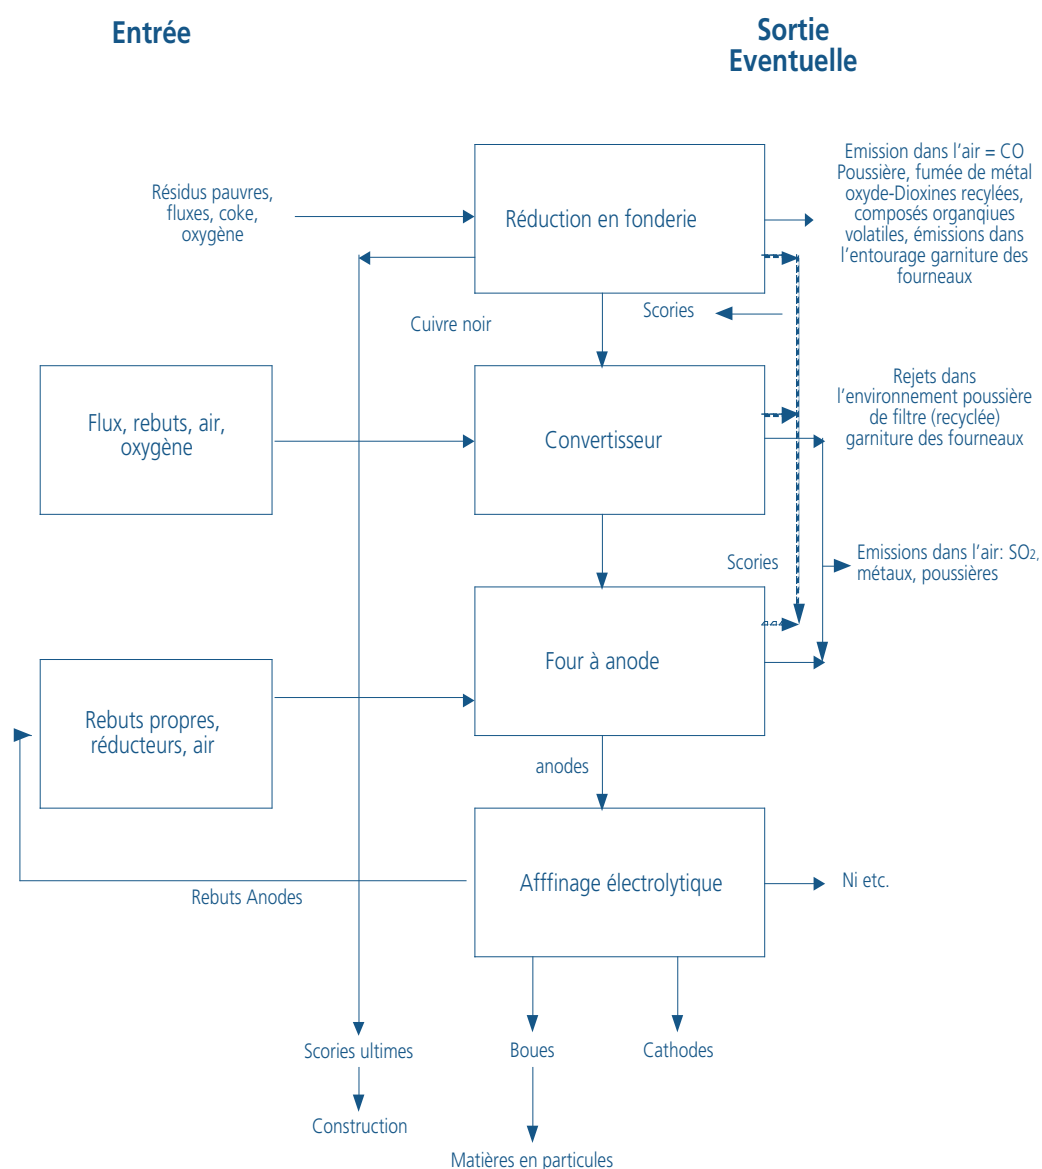 Entrée
Sortie
Eventuelle
Résidus pauvres,
fluxes, coke,
oxygène
Réduction en fonderie
Emission dans l'air = CO
Poussière, fumée de métal
oxyde-Dioxines recylées,
composés organqiues
volatiles, émissions dans
l'entourage garniture des
fourneaux
Cuivre noir
Scories
Flux, rebuts, air,
oxygène
Convertisseur
Rejets dans
l'environnement poussière
de filtre (recyclée)
garniture des fourneaux
Scories
Emissions dans l'air: SO2,
métaux, poussières
Rebuts propres,
réducteurs, air
Four à anode
anodes
Rebuts Anodes
Afffinage électrolytique
Ni etc.
Scories ultimes
Boues
Cathodes
Construction
Matières en particules